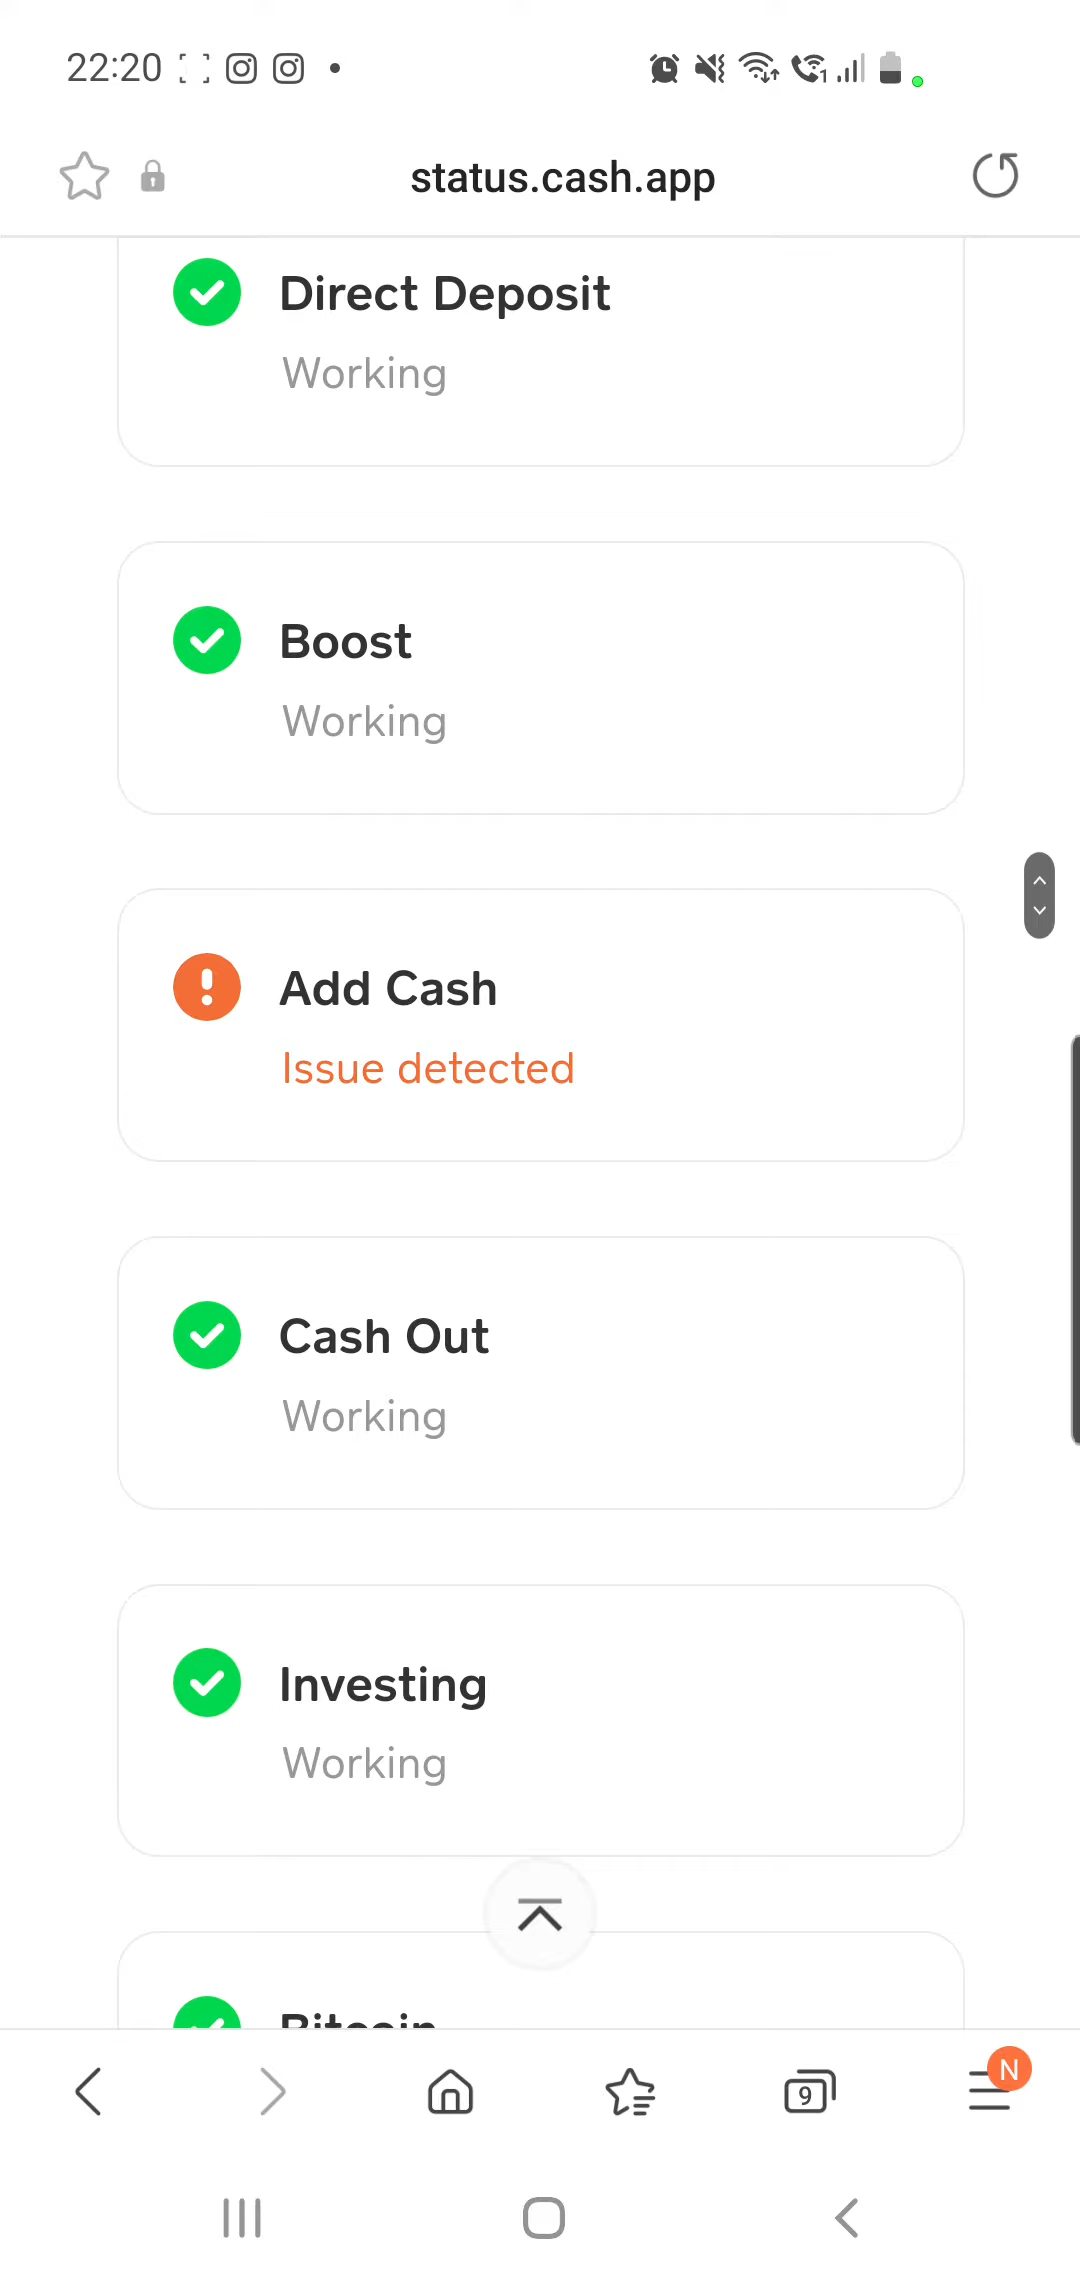 22:20
status.cash.app
Direct Deposit
Working
Boost
Working
Add Cash
Issue detected
Cash Out
Working
Investing
Working
Bitcoin
9
N